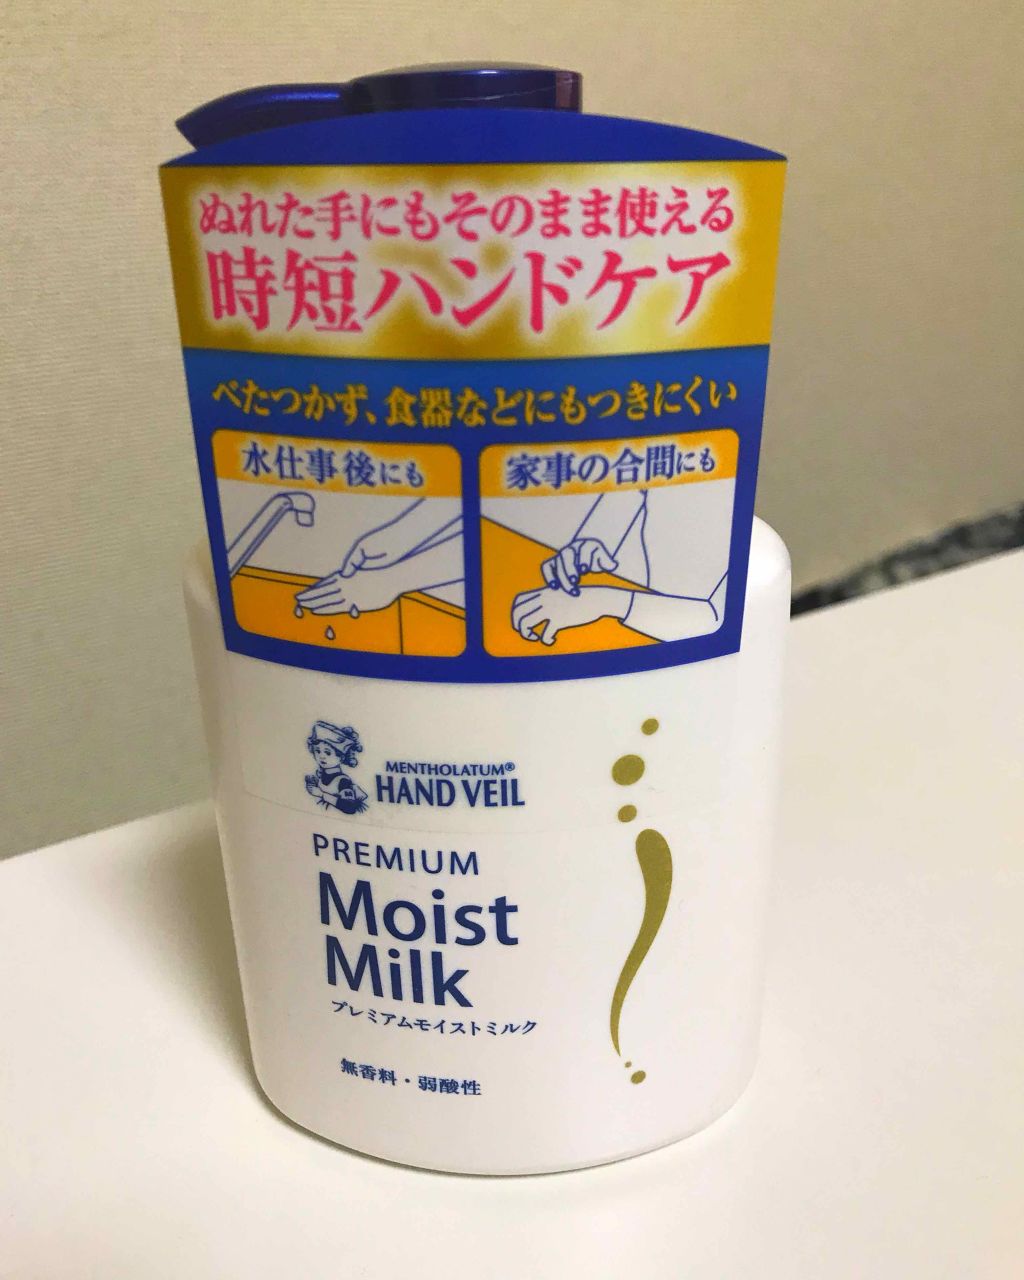 ぬれた手にもそのまま使える
時短ハンドケア
べたつかず、食器などにもつきにくい
水仕事後にも
家事の合間にも
MENTHOLATUM®
HAND VEIL
PREMIUM
Moist
Milk
プレミアムモイストミルク
無香料・弱酸性